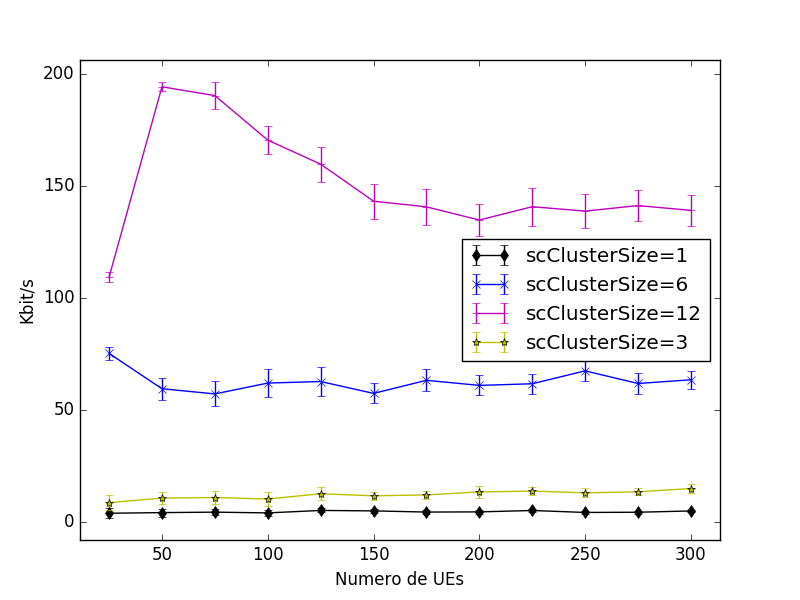 200
150
100
50
0
Kbit/s
scClusterSize=1
scClusterSize=6
scClusterSize=12
scClusterSize=3
50 100 150 200 250 300
Numero de UEs